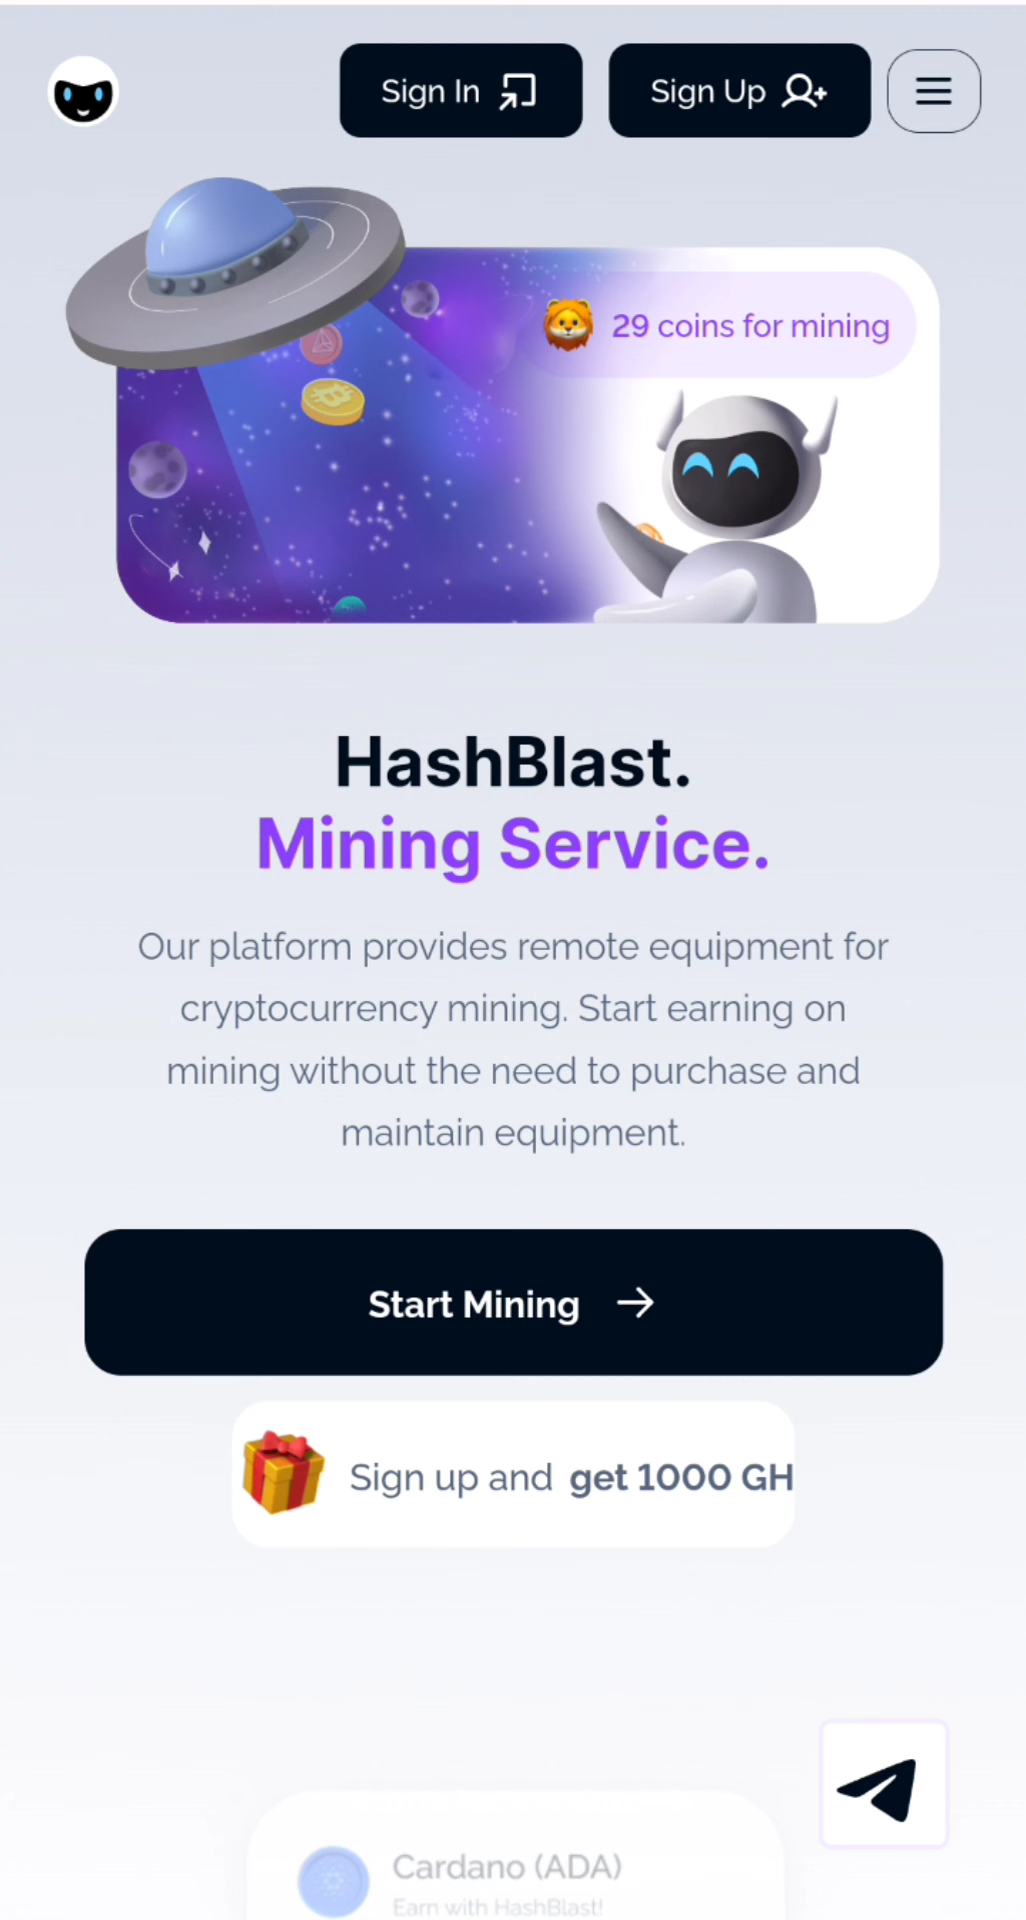 Sign In
Sign Up
29 coins for mining
HashBlast.
Mining Service.
Our platform provides remote equipment for
cryptocurrency mining. Start earning on
mining without the need to purchase and
maintain equipment.
Start Mining
Sign up and get 1000 GH
Cardano (ADA)
Earn with HashBlast!